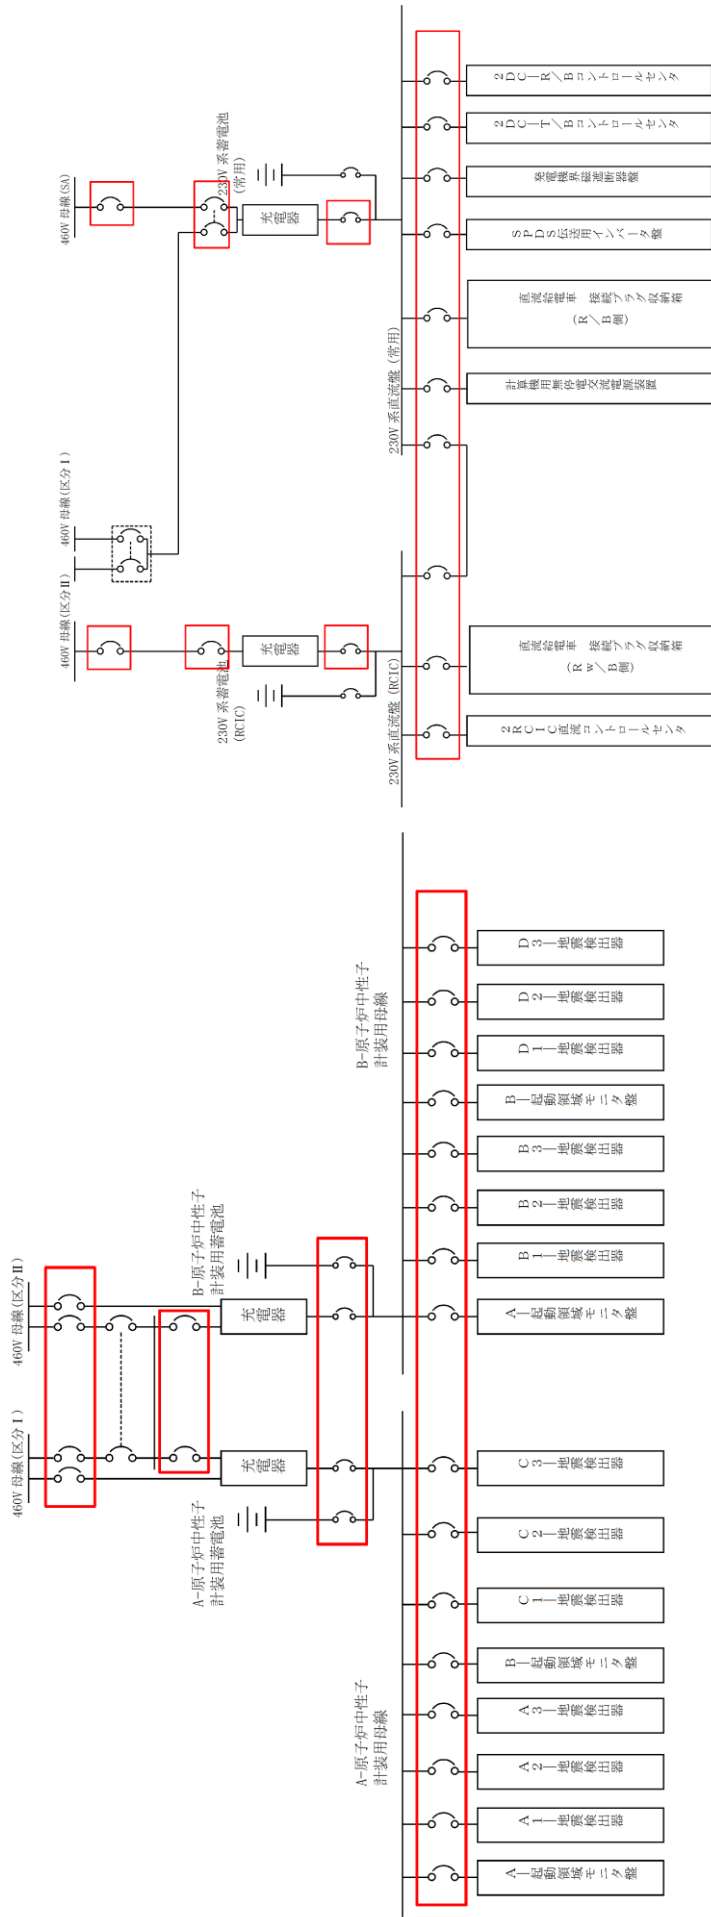 460V 母線(区分Ⅰ)
460V 母線(区分Ⅱ)
A-原子炉中性子
計装用蓄電池
充電器
B-原子炉中性子
計装用蓄電池
充電器
A-原子炉中性子
計装用母線
B-原子炉中性子
計装用母線
A―起動領域モニタ盤
A1―地震検出器
A2―地震検出器
A3―地震検出器
B―起動領域モニタ盤
C1―地震検出器
C2―地震検出器
C3―地震検出器
A―起動領域モニタ盤
B1―地震検出器
B2―地震検出器
B3―地震検出器
B―起動領域モニタ盤
D1―地震検出器
D2―地震検出器
D3―地震検出器
460V 母線(区分Ⅱ)
460V 母線(区分Ⅰ)
460V 母線(SA)
230V 系蓄電池
(RCIC)
充電器
充電器
230V 系蓄電池
(常用)
230V 系直流盤 (RCIC)
230V 系直流盤 (常用)
2RCIC直流コントロールセンタ
直流給電車 接続プラグ収納箱
(RW/B側)
計算機用無停電交流電源装置
直流給電車 接続プラグ収納箱
(R/B側)
SPDS伝送用インバータ盤
発電機界磁遮断器盤
2DC―T/Bコントロールセンタ
2DC―R/Bコントロールセンタ